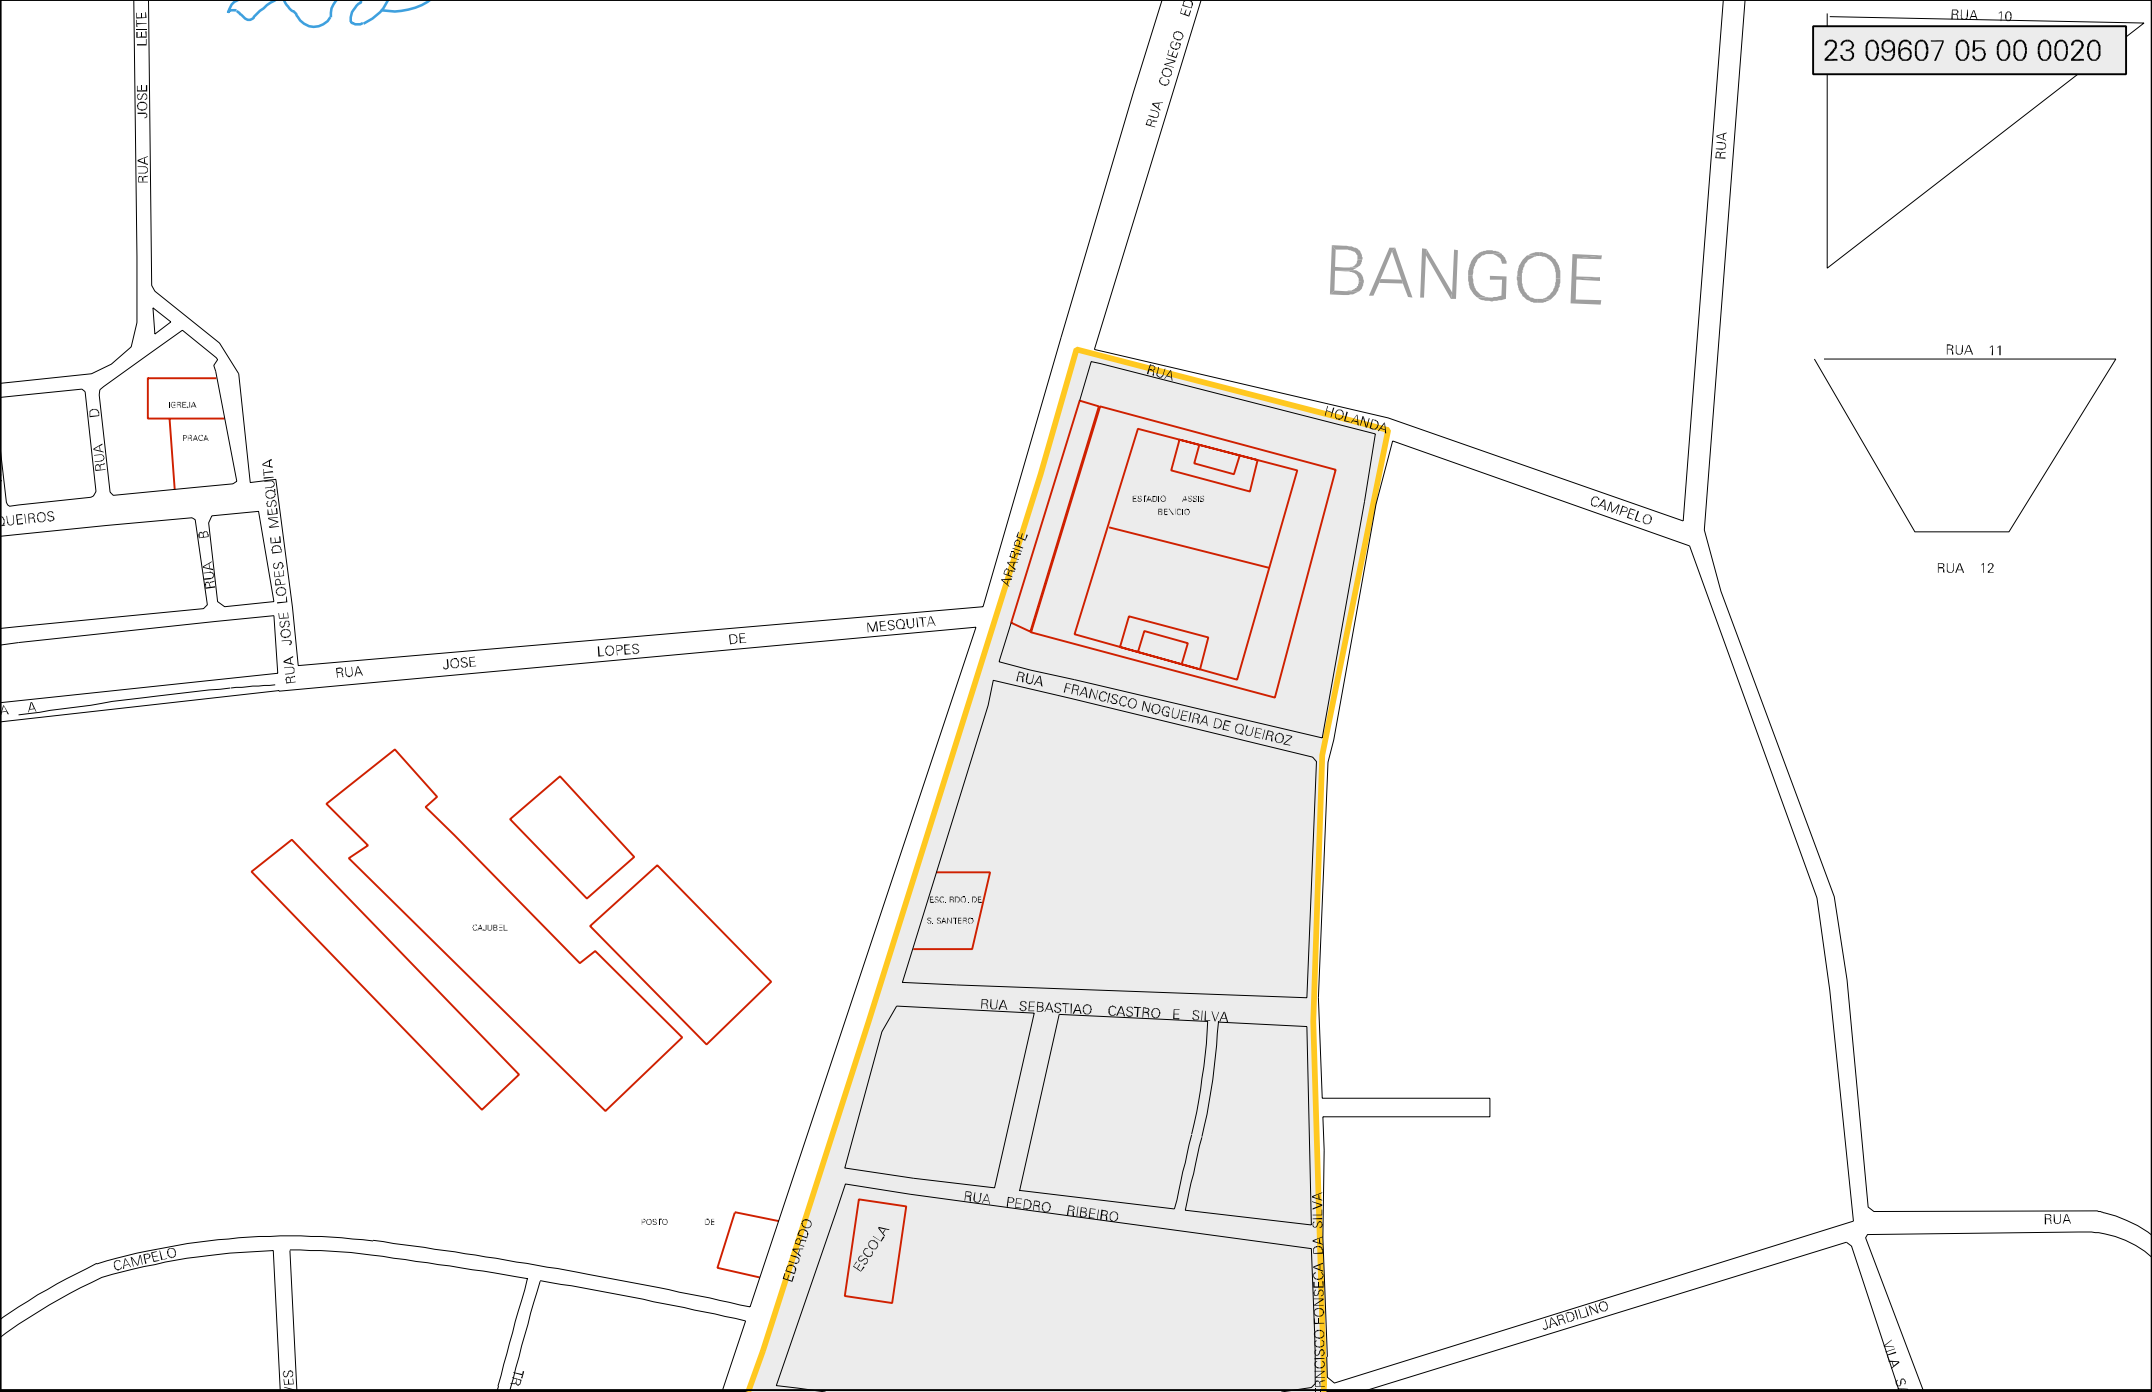 RUA JOSE LEITE
RUA CONEGO
RUA 10
23 09607 05 00 0020
RUA
BANGOE
RUA 11
RUA HOLANDA CAMPELO
IGREJA
PRACA
RUA D
QUEIROS
RUA B
RUA JOSE LOPES DE MESQUITA
ESTADIO ASSIS
BENICIO
ARARIPE
RUA 12
RUA JOSE LOPES DE MESQUITA
RUA FRANCISCO NOGUEIRA DE QUEIROZ
A A
CAJUBEL
ESC. RDO. DE
S. SANTERO
RUA SEBASTIAO CASTRO E SILVA
RUA PEDRO RIBEIRO
POSTO DE
EDUARDO
ESCOLA
CAMPELO
FONSECA DA SILVA
RUA
JARDILINO
VILA
TR